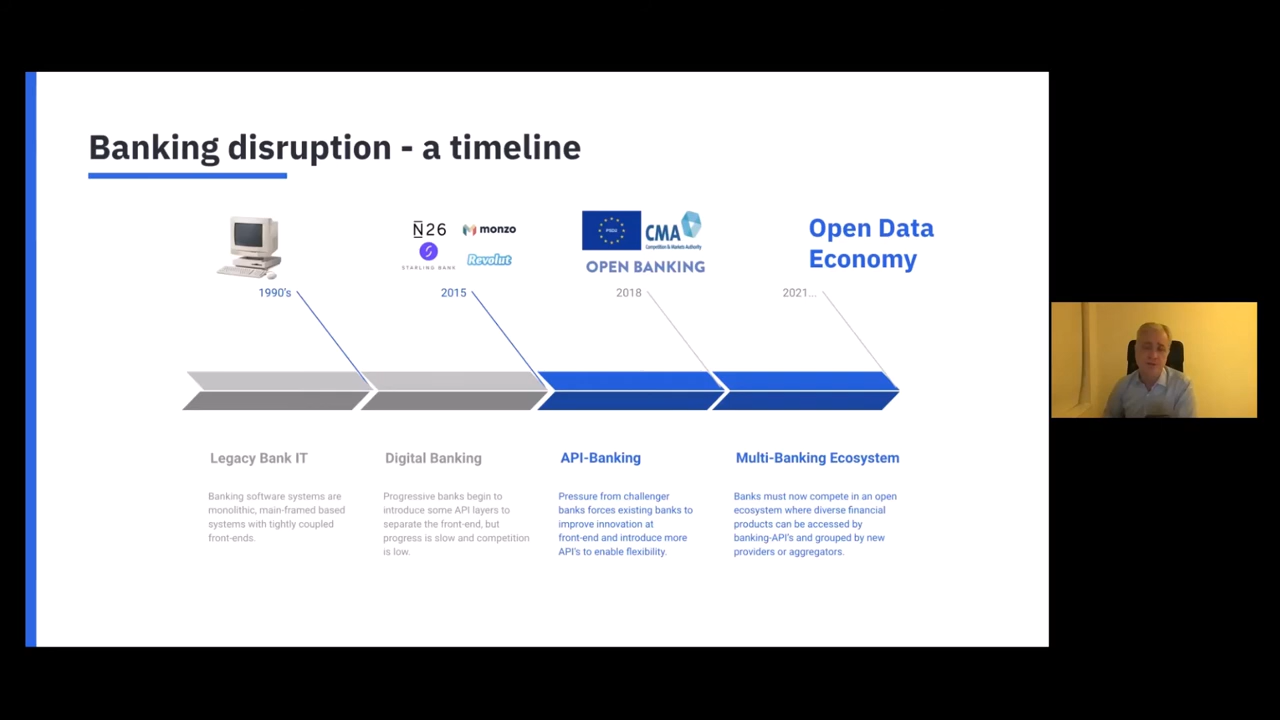 Banking disruption - a timeline
N26
monzo
STARLING BANK
Revolut
PSD2
CMA
Competition & Markets Authority
OPEN BANKING
Open Data
Economy
1990's
2015
2018
2021...
Legacy Bank IT
Banking software systems are
monolithic, main-framed based
systems with tightly coupled
front-ends.
Digital Banking
Progressive banks begin to
introduce some API layers to
separate the front-end, but
progress is slow and competition
is low.
API-Banking
Pressure from challenger
banks forces existing banks to
improve innovation at
front-end and introduce more
API's to enable flexibility.
Multi-Banking Ecosystem
Banks must now compete in an open
ecosystem where diverse financial
products can be accessed by
banking-API's and grouped by new
providers or aggregators.